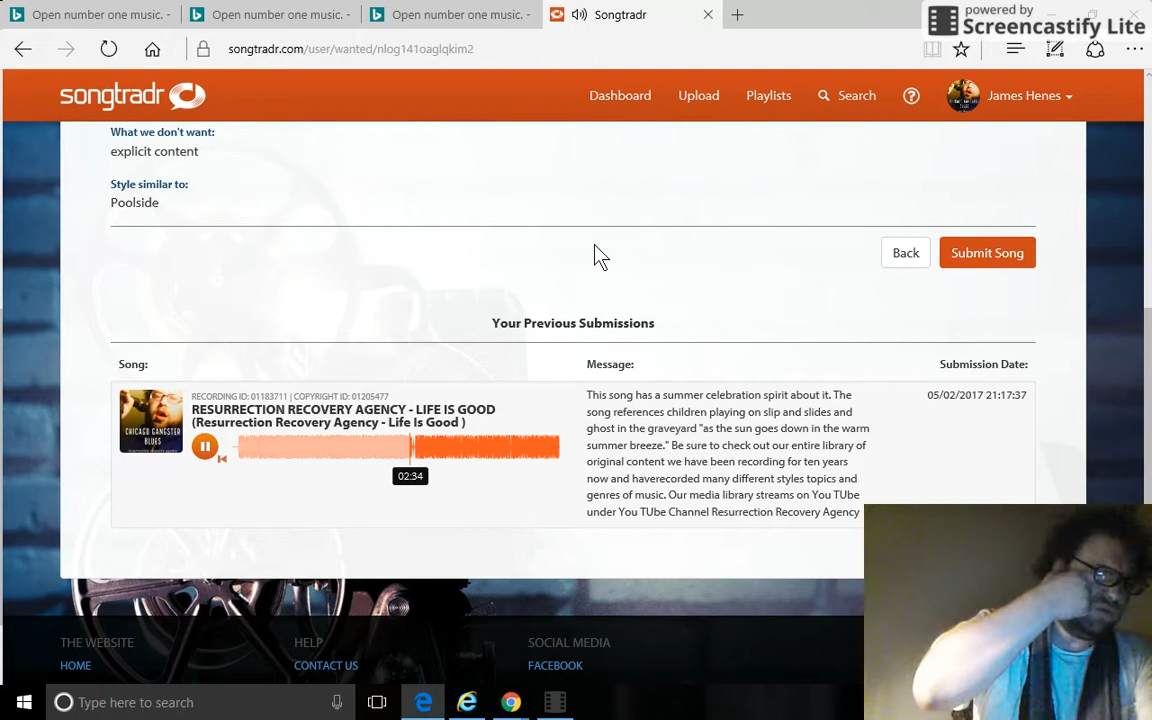 Open number one music. -
Open number one music. -
Open number one music. -
Songtradr
powered by
Screencastify Lite
songtradr.com/user/wanted/nlog141oaglqkim2
songtradr
Dashboard
Upload
Playlists
Search
James Henes
What we don't want:
explicit content
Style similar to:
Poolside
Back
Submit Song
Your Previous Submissions
Song:
Message:
Submission Date:
CHICAGO GANGSTER
BLUES
RECORDING ID: 01183711 | COPYRIGHT ID: 01205477
RESURRECTION RECOVERY AGENCY - LIFE IS GOOD
(Resurrection Recovery Agency - Life Is Good )
02:34
This song has a summer celebration spirit about it. The
song references children playing on slip and slides and
ghost in the graveyard "as the sun goes down in the warm
summer breeze." Be sure to check out our entire library of
original content we have been recording for ten years
now and haverecorded many different styles topics and
genres of music. Our media library streams on You TUbe
under You TUbe Channel Resurrection Recovery Agency
05/02/2017 21:17:37
THE WEBSITE
HELP
SOCIAL MEDIA
HOME
CONTACT US
FACEBOOK
Type here to search